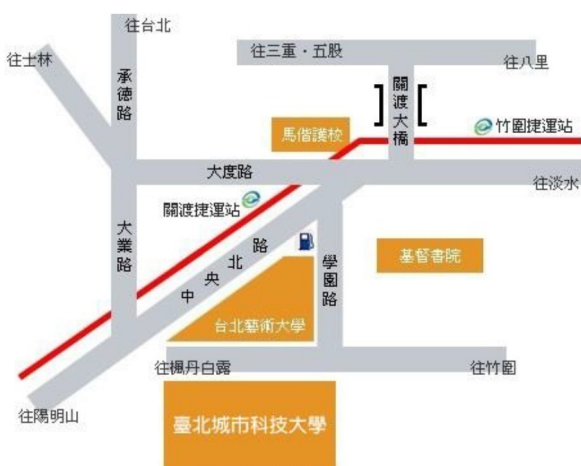 往台北
往三重·五股
往士林
往八里
承德路
關渡大橋
竹圍捷運站
馬偕護校
大度路
往淡水
關渡捷運站
大業路
中央北路
學園路
基督書院
台北藝術大學
往楓丹白露
往竹圍
往陽明山
臺北城市科技大學